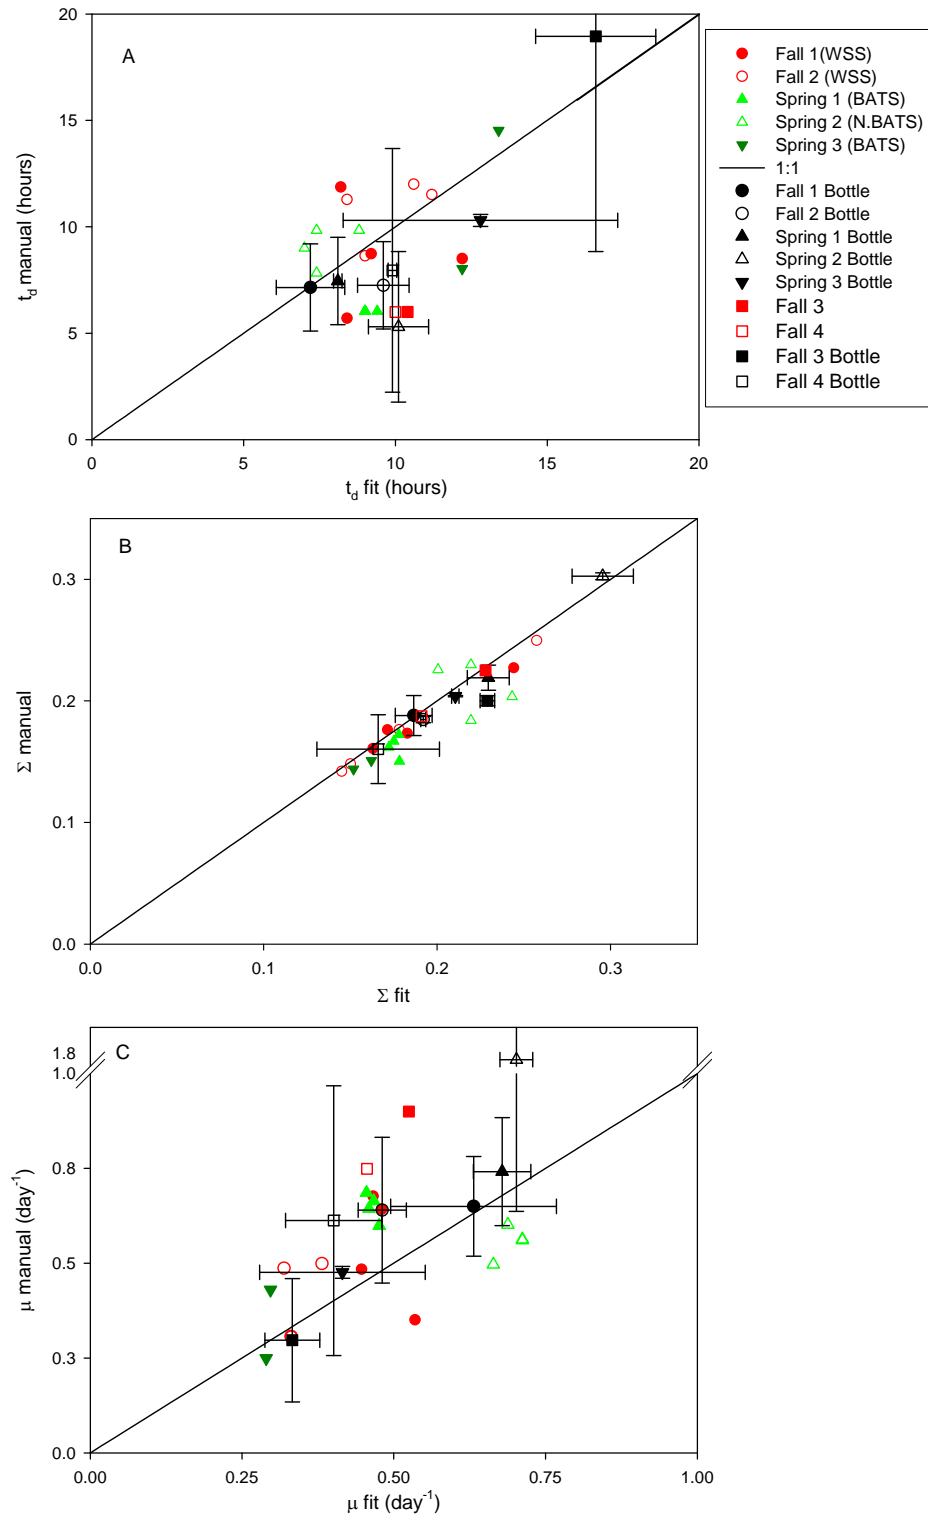 A
20
15
10
5
0
t_d manual (hours)
0 5 10 15 20
t_d fit (hours)
Fall 1(WSS)
Fall 2 (WSS)
Spring 1 (BATS)
Spring 2 (N.BATS)
Spring 3 (BATS)
1:1
Fall 1 Bottle
Fall 2 Bottle
Spring 1 Bottle
Spring 2 Bottle
Spring 3 Bottle
Fall 3
Fall 4
Fall 3 Bottle
Fall 4 Bottle
B
0.3
0.2
0.1
0.0
Σ manual
0.0 0.1 0.2 0.3
Σ fit
C
1.8
1.0
0.8
0.5
0.3
0.0
μ manual (day⁻¹)
0.00 0.25 0.50 0.75 1.00
μ fit (day⁻¹)